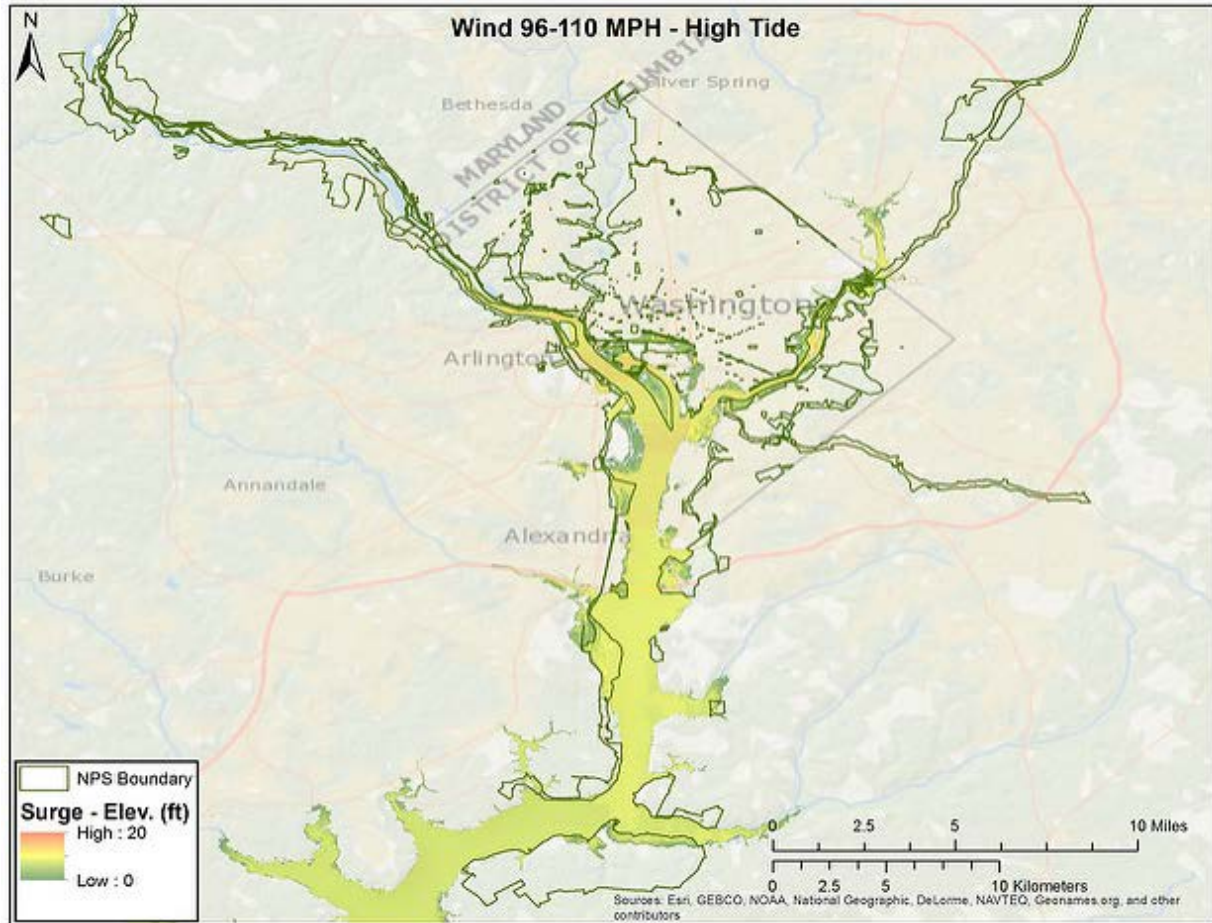 Wind 96-110 MPH - High Tide
N
Silver Spring
Bethesda
MARYLAND
DISTRICT OF COLUMBIA
Washington
Arlington
Annandale
Alexandria
Burke
NPS Boundary
Surge - Elev. (ft)
High : 20
Low : 0
0 2.5 5 10 Miles
0 2.5 5 10 Kilometers
Sources: Esri, GEBCO, NOAA, National Geographic, DeLorme, NAVTEQ, Geonames.org, and other
contributors